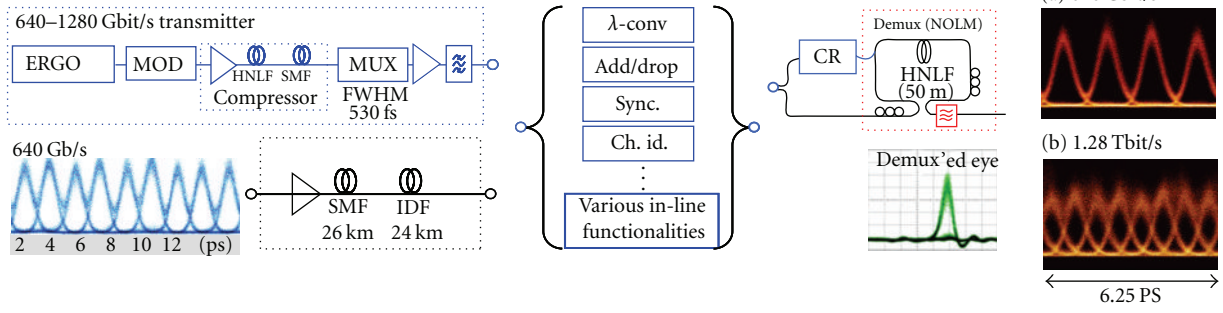 640–1280 Gbit/s transmitter
ERGO
MOD
HNLF SMF
Compressor
MUX
FWHM
530 fs
640 Gb/s
2 4 6 8 10 12 (ps)
SMF
26 km
IDF
24 km
λ-conv
Add/drop
Sync.
Ch. id.
Various in-line
functionalities
Demux (NOLM)
CR
HNLF
(50 m)
Demux'ed eye
(b) 1.28 Tbit/s
6.25 PS